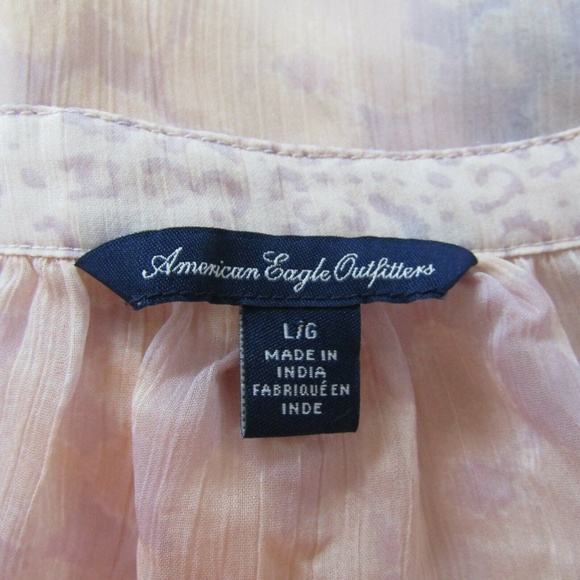 American Eagle Outfitters
L/G
MADE IN
INDIA
FABRIQUÉ EN
INDE